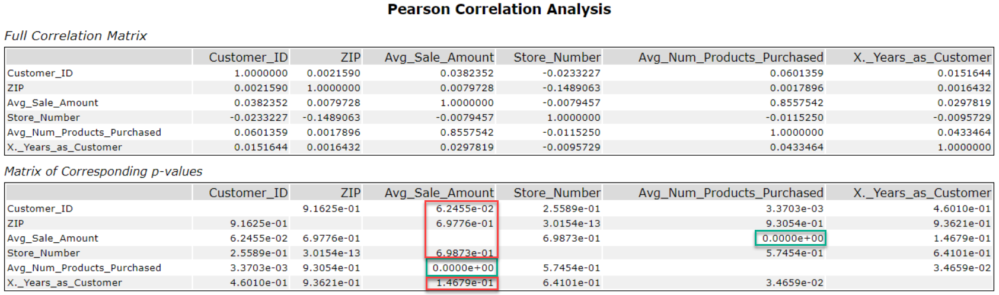 Pearson Correlation Analysis
Full Correlation Matrix
Customer_ID ZIP Avg_Sale_Amount Store_Number Avg_Num_Products_Purchased X._Years_as_Customer
Customer_ID 1.0000000 0.0021590 0.0382352 -0.0233227 0.0601359 0.0151644
ZIP 0.0021590 1.0000000 0.0079728 -0.1489063 0.0017896 0.0016432
Avg_Sale_Amount 0.0382352 0.0079728 1.0000000 -0.0079457 0.8557542 0.0297819
Store_Number -0.0233227 -0.1489063 -0.0079457 1.0000000 -0.0115250 -0.0095729
Avg_Num_Products_Purchased 0.0601359 0.0017896 0.8557542 -0.0115250 1.0000000 0.0433464
X._Years_as_Customer 0.0151644 0.0016432 0.0297819 -0.0095729 0.0433464 1.0000000
Matrix of Corresponding p-values
Customer_ID ZIP Avg_Sale_Amount Store_Number Avg_Num_Products_Purchased X._Years_as_Customer
Customer_ID 9.1625e-01 6.2455e-02 2.5589e-01 3.3703e-03 4.6010e-01
ZIP 9.1625e-01 6.9776e-01 3.0154e-13 9.3054e-01 9.3621e-01
Avg_Sale_Amount 6.2455e-02 6.9776e-01 6.9873e-01 0.0000e+00 1.4679e-01
Store_Number 2.5589e-01 3.0154e-13 6.9873e-01 5.7454e-01 6.4101e-01
Avg_Num_Products_Purchased 3.3703e-03 9.3054e-01 0.0000e+00 5.7454e-01 3.4659e-02
X._Years_as_Customer 4.6010e-01 9.3621e-01 1.4679e-01 6.4101e-01 3.4659e-02